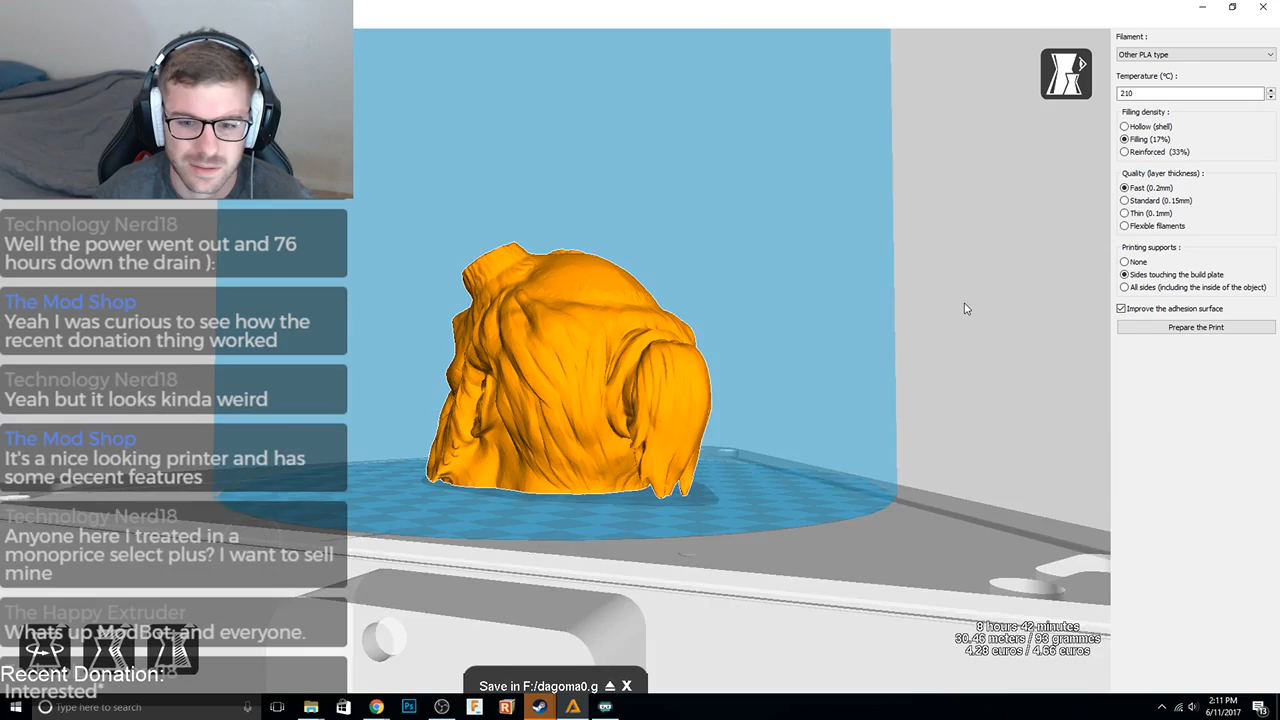 Technology Nerd18
Well the power went out and 76
hours down the drain ):
The Mod Shop
Yeah I was curious to see how the
recent donation thing worked
Technology Nerd18
Yeah but it looks kinda weird
The Mod Shop
It's a nice looking printer and has
some decent features
Technology Nerd18
Anyone here I treated in a
monoprice select plus? I want to sell
mine
The Happy Extruder
Whats up ModBot, and everyone.
Recent Donation:
Interested*
Filament :
Other PLA type
Temperature (°C) :
210
Filling density :
Hollow (shell)
Filling (17%)
Reinforced (33%)
Quality (layer thickness) :
Fast (0.2mm)
Standard (0.15mm)
Thin (0.1mm)
Flexible filaments
Printing supports :
None
Sides touching the build plate
All sides (including the inside of the object)
Improve the adhesion surface
Prepare the Print
8 hours 42 minutes
30.46 meters / 93 grammes
4.28 euros / 4.66 euros
Save in F:/dagoma0.g
Type here to search
2:11 PM
6/11/2017